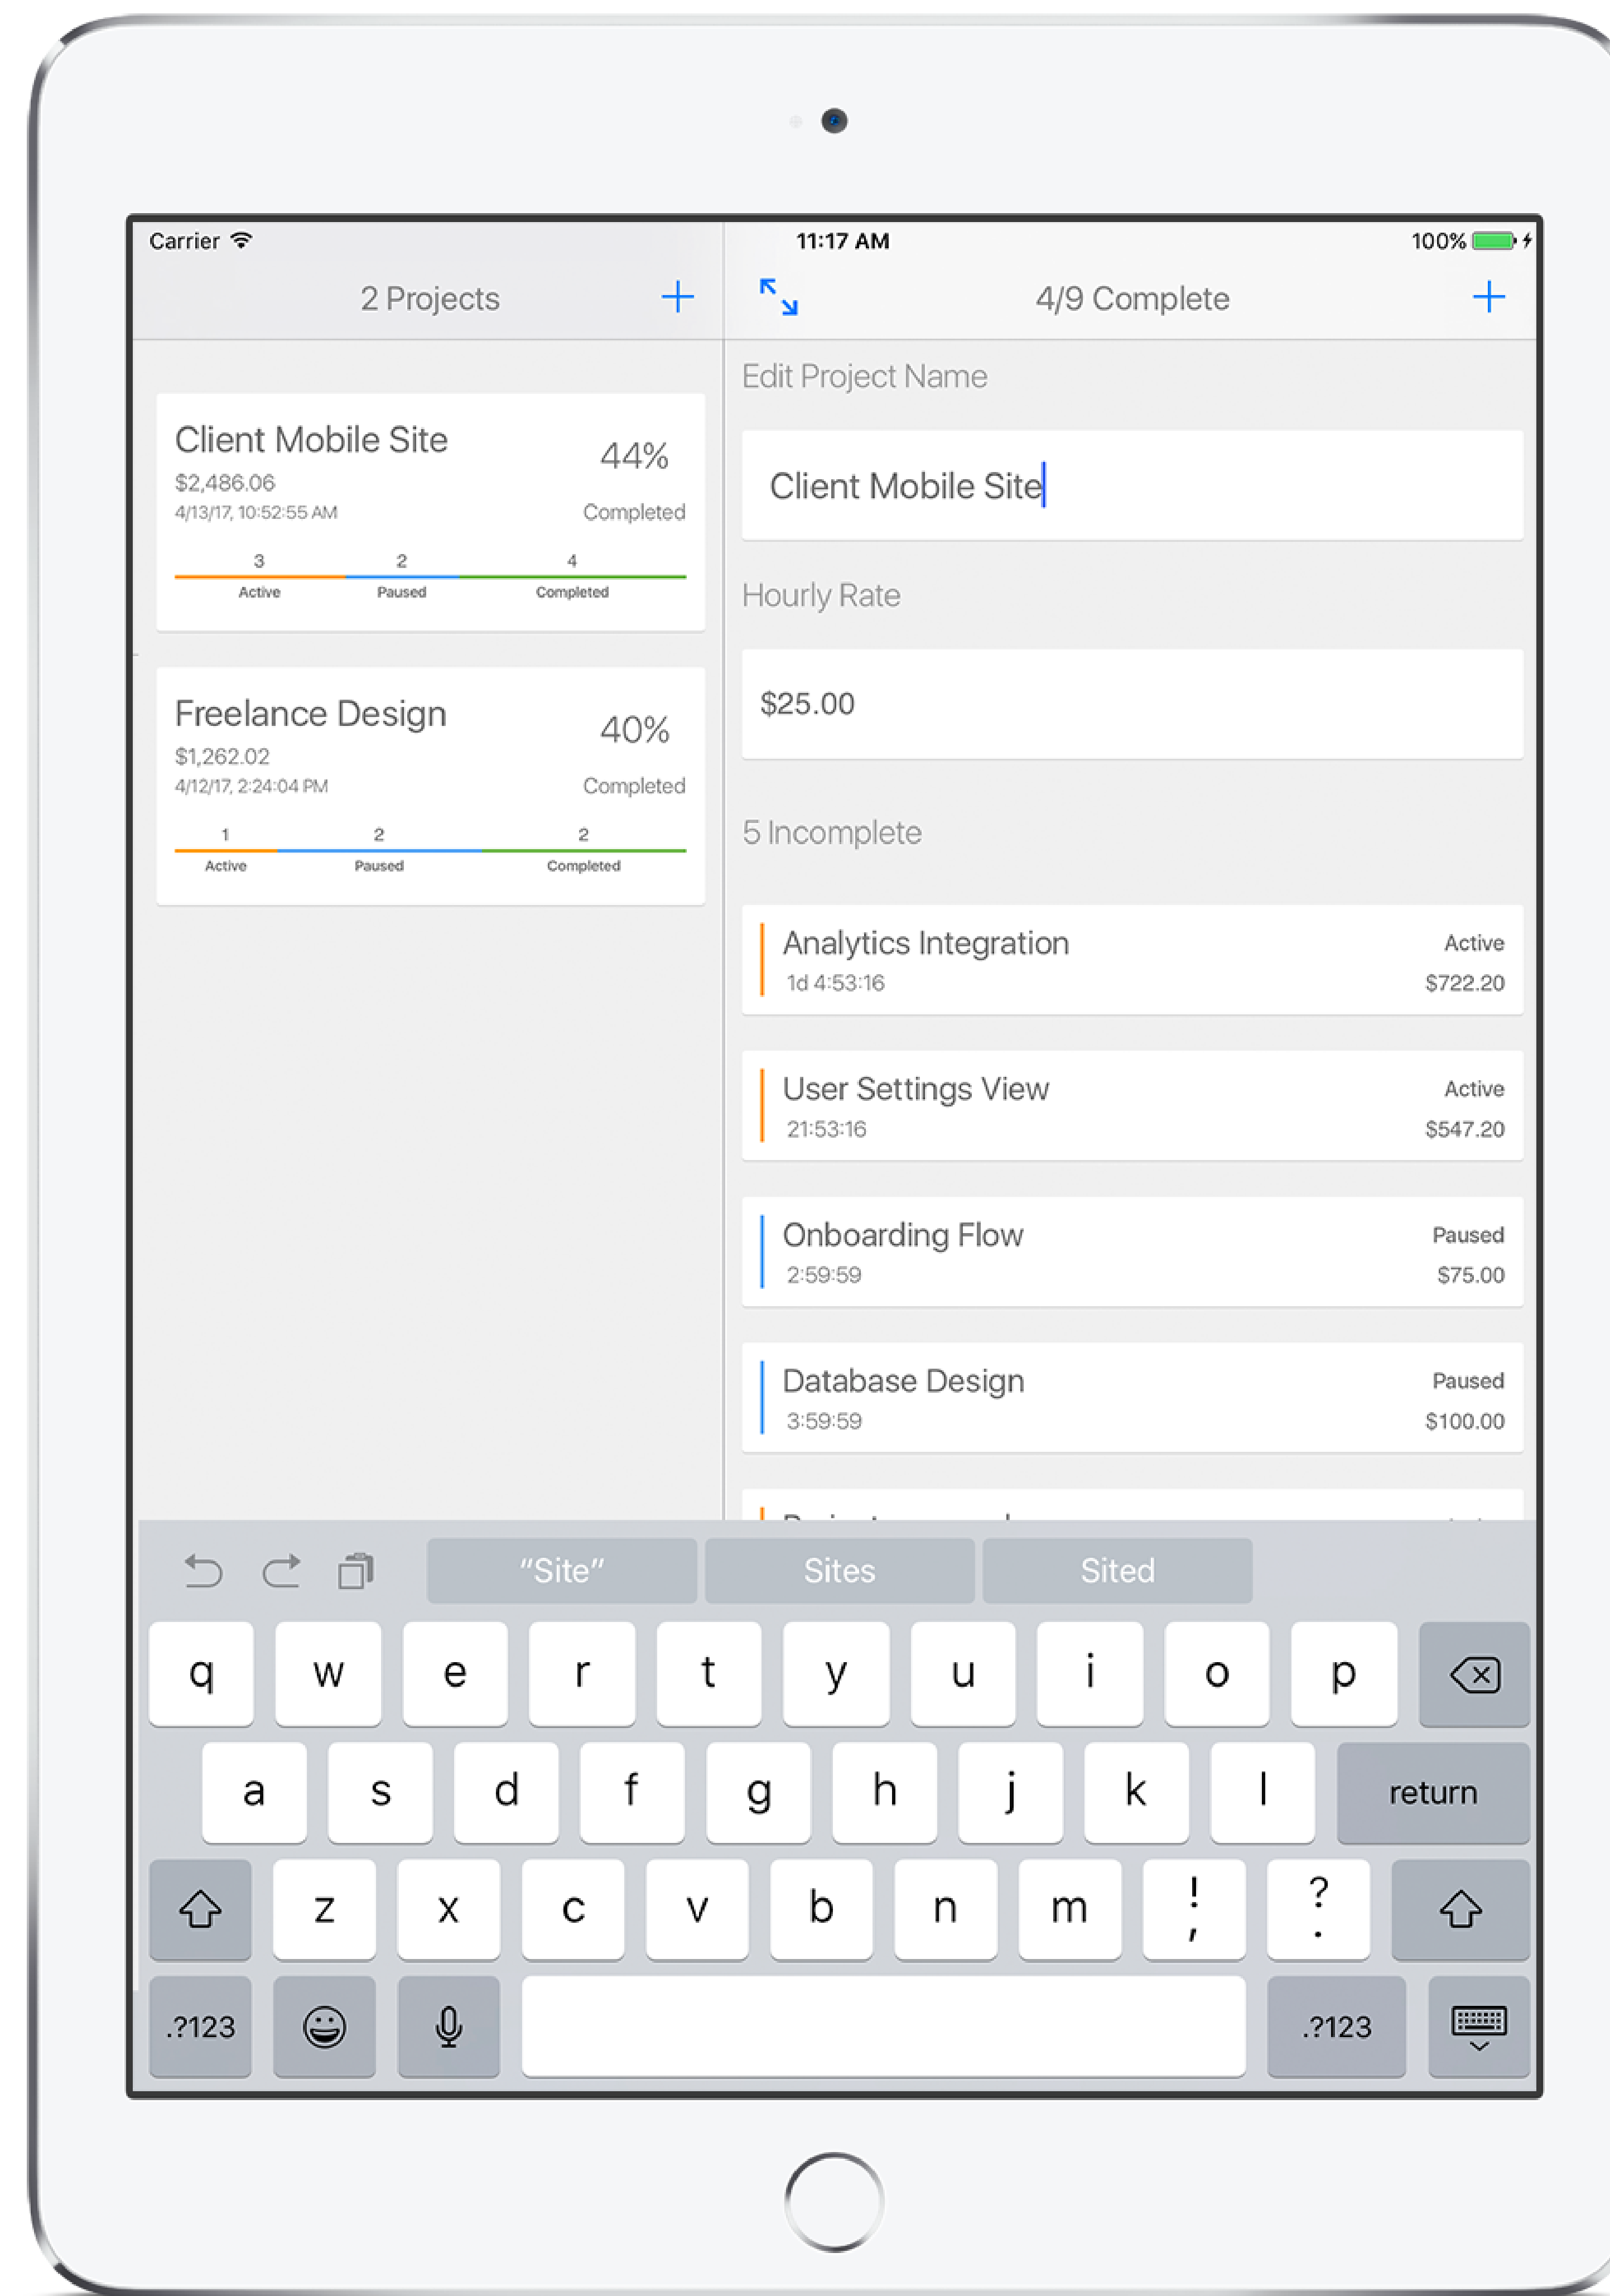 Carrier
11:17 AM
100%
2 Projects
4/9 Complete
Client Mobile Site
44%
$2,486.06
4/13/17, 10:52:55 AM
Completed
3
2
4
Active
Paused
Completed
Freelance Design
40%
$1,262.02
4/12/17, 2:24:04 PM
Completed
1
2
2
Active
Paused
Completed
Edit Project Name
Client Mobile Site
Hourly Rate
$25.00
5 Incomplete
Analytics Integration
Active
1d 4:53:16
$722.20
User Settings View
Active
21:53:16
$547.20
Onboarding Flow
Paused
2:59:59
$75.00
Database Design
Paused
3:59:59
$100.00
“Site”
Sites
Sited
q w e r t y u i o p
a s d f g h j k l return
z x c v b n m ! , ? .
.?123
.?123